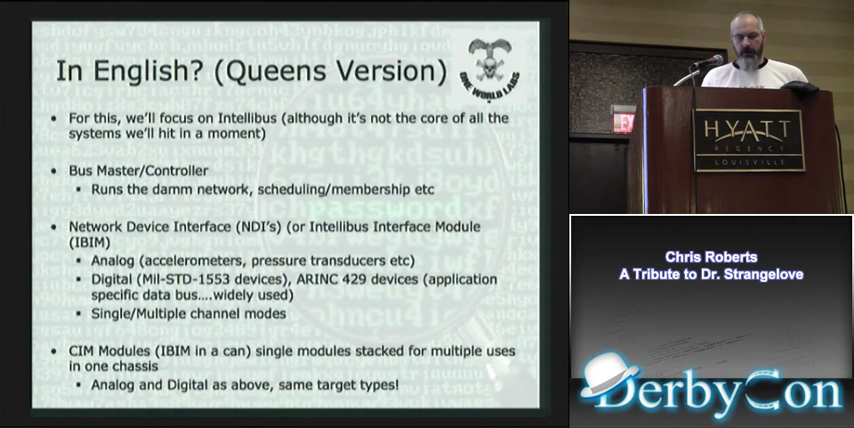 In English? (Queens Version)
ONE WORLD LABS
• For this, we'll focus on Intellibus (although it's not the core of all the
systems we'll hit in a moment)
• Bus Master/Controller
• Runs the damm network, scheduling/membership etc
• Network Device Interface (NDI's) (or Intellibus Interface Module
(IBIM)
• Analog (accelerometers, pressure transducers etc)
• Digital (Mil-STD-1553 devices), ARINC 429 devices (application
specific data bus....widely used)
• Single/Multiple channel modes
• CIM Modules (IBIM in a can) single modules stacked for multiple uses
in one chassis
• Analog and Digital as above, same target types!
password
EX
HYATT
REGENCY
LOUISVILLE
Chris Roberts
A Tribute to Dr. Strangelove
DerbyCon